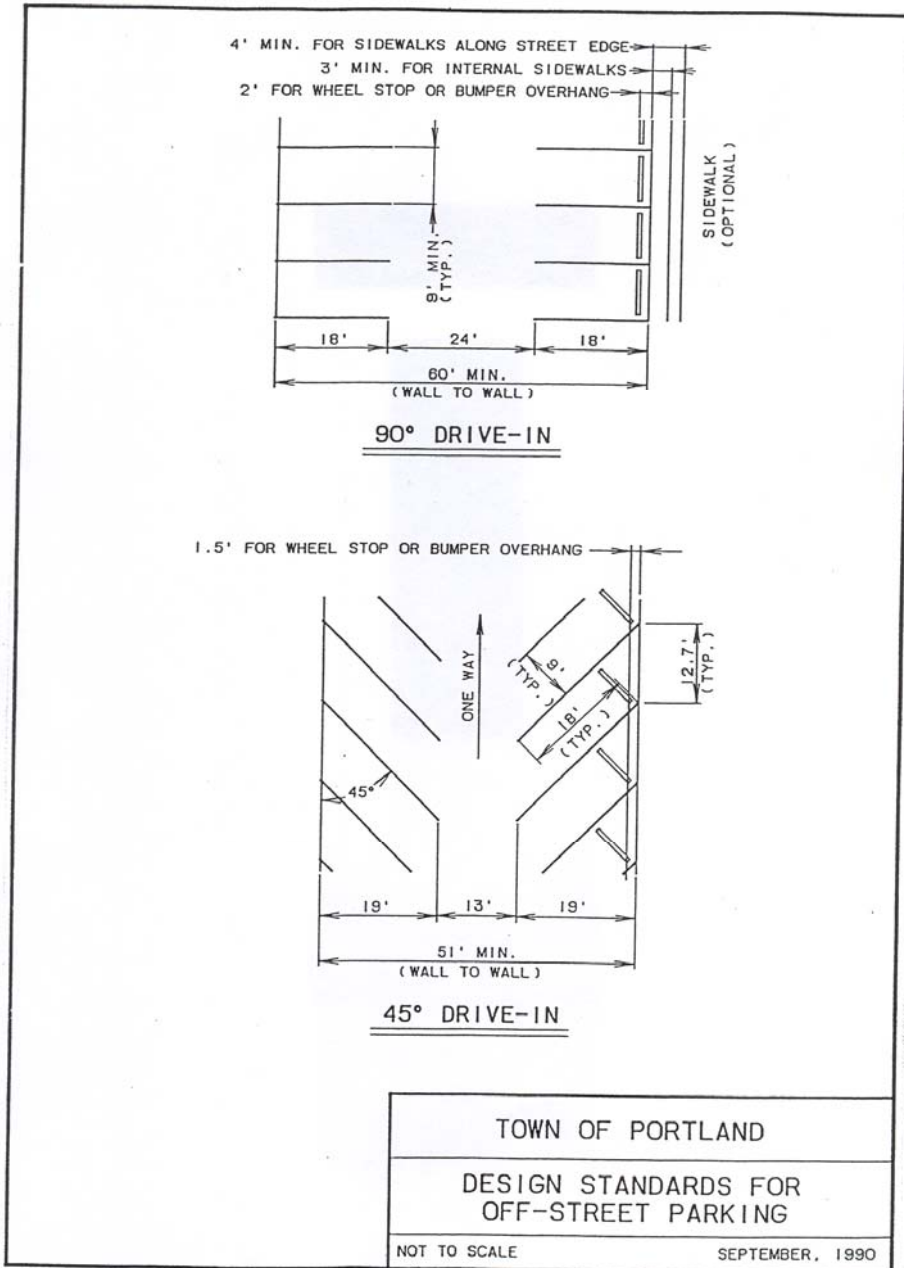 4' MIN. FOR SIDEWALKS ALONG STREET EDGE
3' MIN. FOR INTERNAL SIDEWALKS
2' FOR WHEEL STOP OR BUMPER OVERHANG
SIDEWALK
(OPTIONAL)
9' MIN.
(TYP.)
18'
24'
18'
60' MIN.
(WALL TO WALL)
90° DRIVE-IN
1.5' FOR WHEEL STOP OR BUMPER OVERHANG
ONE WAY
9'
(TYP.)
18'
(TYP.)
12.7'
(TYP.)
45°
19'
13'
19'
51' MIN.
(WALL TO WALL)
45° DRIVE-IN
TOWN OF PORTLAND
DESIGN STANDARDS FOR
OFF-STREET PARKING
NOT TO SCALE
SEPTEMBER, 1990